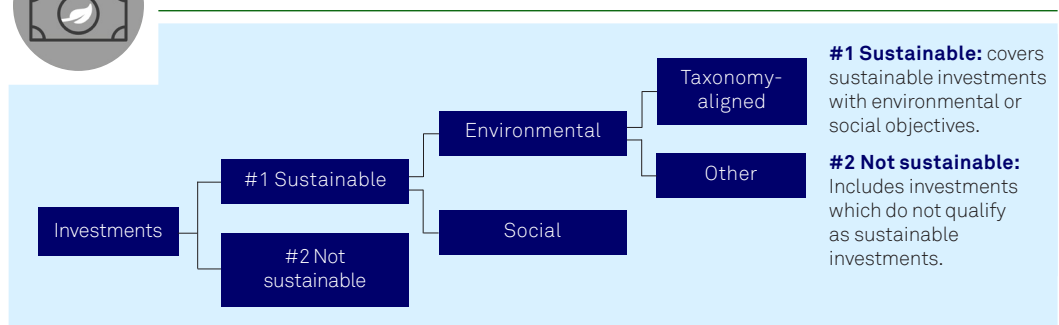 Investments
#1 Sustainable
#2 Not
sustainable
Environmental
Social
Taxonomy-
aligned
Other
#1 Sustainable: covers
sustainable investments
with environmental or
social objectives.
#2 Not sustainable:
Includes investments
which do not qualify
as sustainable
investments.